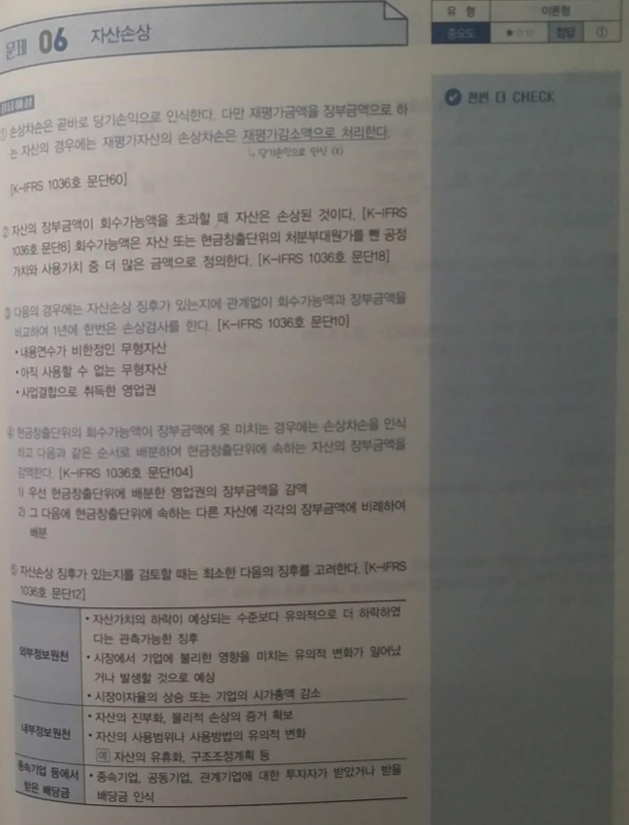 문제 06 자산손상
유 형 이론형
중요도 ★☆☆ 정답 ①
한번 더 CHECK
정답해설
① 손상차손은 곧바로 당기손익으로 인식한다. 다만 재평가금액을 장부금액으로 하
는 자산의 경우에는 재평가자산의 손상차손은 재평가감소액으로 처리한다.
↳ 당기손익으로 인식 (X)
[K-IFRS 1036호 문단60]
② 자산의 장부금액이 회수가능액을 초과할 때 자산은 손상된 것이다. [K-IFRS
1036호 문단8] 회수가능액은 자산 또는 현금창출단위의 처분부대원가를 뺀 공정
가치와 사용가치 중 더 많은 금액으로 정의한다. [K-IFRS 1036호 문단18]
③ 다음의 경우에는 자산손상 징후가 있는지에 관계없이 회수가능액과 장부금액을
비교하여 1년에 한번은 손상검사를 한다. [K-IFRS 1036호 문단10]
• 내용연수가 비한정인 무형자산
• 아직 사용할 수 없는 무형자산
• 사업결합으로 취득한 영업권
④ 현금창출단위의 회수가능액이 장부금액에 못 미치는 경우에는 손상차손을 인식
하고 다음과 같은 순서로 배분하여 현금창출단위에 속하는 자산의 장부금액을
감액한다. [K-IFRS 1036호 문단104]
1) 우선 현금창출단위에 배분한 영업권의 장부금액을 감액
2) 그 다음에 현금창출단위에 속하는 다른 자산에 각각의 장부금액에 비례하여
배분
⑤ 자산손상 징후가 있는지를 검토할 때는 최소한 다음의 징후를 고려한다. [K-IFRS
1036호 문단12]
외부정보원천
• 자산가치의 하락이 예상되는 수준보다 유의적으로 더 하락하였
다는 관측가능한 징후
• 시장에서 기업에 불리한 영향을 미치는 유의적 변화가 일어났
거나 발생할 것으로 예상
• 시장이자율의 상승 또는 기업의 시가총액 감소
내부정보원천
• 자산의 진부화, 물리적 손상의 증거 확보
• 자산의 사용범위나 사용방법의 유의적 변화
예 자산의 유휴화, 구조조정계획 등
종속기업 등에서
받은 배당금
• 종속기업, 공동기업, 관계기업에 대한 투자자가 받았거나 받을
배당금 인식